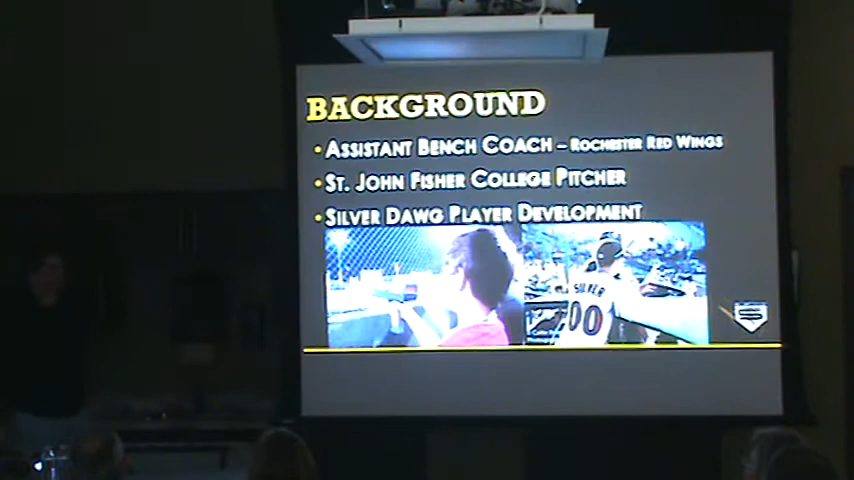 BACKGROUND
• ASSISTANT BENCH COACH – ROCHESTER RED WINGS
• ST. JOHN FISHER COLLEGE PITCHER
• SILVER DAWG PLAYER DEVELOPMENT
SILVER
00